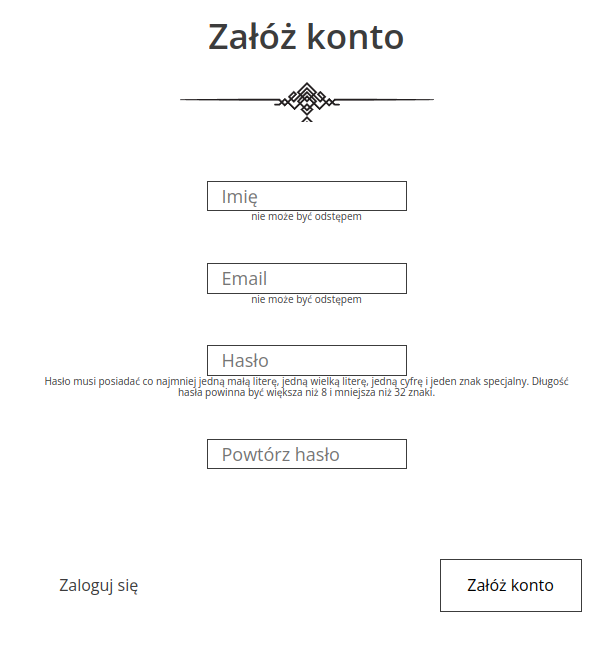 Załóż konto
Imię
nie może być odstępem
Email
nie może być odstępem
Hasło
Hasło musi posiadać co najmniej jedną małą literę, jedną wielką literę, jedną cyfrę i jeden znak specjalny. Długość
hasła powinna być większa niż 8 i mniejsza niż 32 znaki.
Powtórz hasło
Zaloguj się
Załóż konto